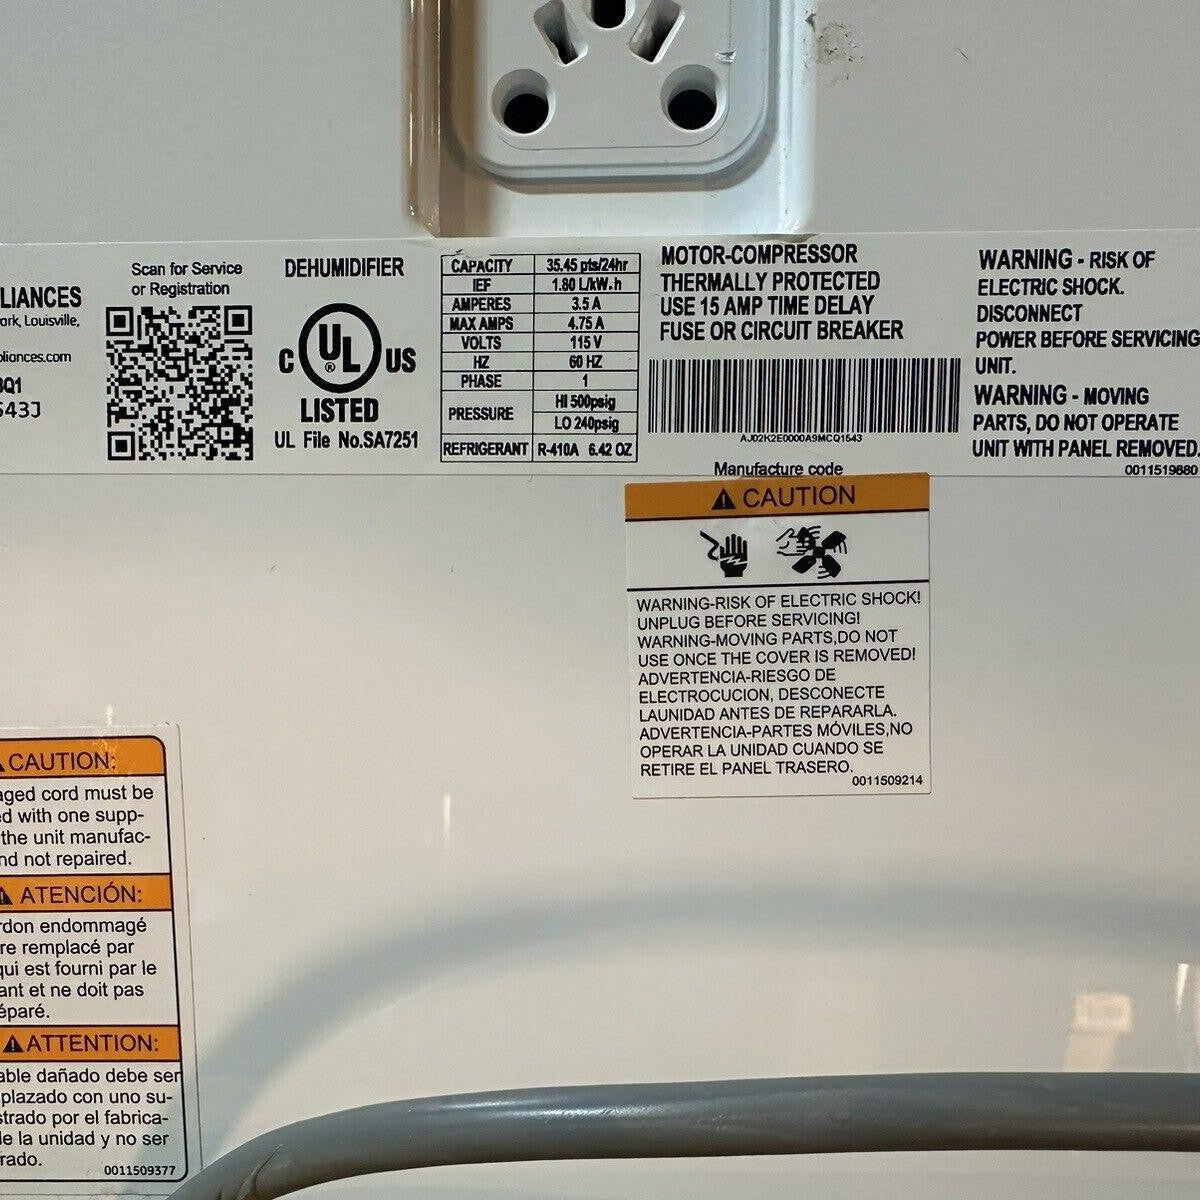 LIANCES
ark, Louisville,
pliances.com
BQ1
543J
Scan for Service
or Registration
DEHUMIDIFIER
C UL ® US
LISTED
UL File No.SA7251
CAPACITY 35.45 pts/24hr
IEF 1.80 L/kW.h
AMPERES 3.5 A
MAX AMPS 4.75 A
VOLTS 115 V
HZ 60 HZ
PHASE 1
PRESSURE HI 500psig
LO 240psig
REFRIGERANT R-410A 6.42 OZ
MOTOR-COMPRESSOR
THERMALLY PROTECTED
USE 15 AMP TIME DELAY
FUSE OR CIRCUIT BREAKER
AJ02K2E0000A9MCQ1543
Manufacture code
WARNING - RISK OF
ELECTRIC SHOCK.
DISCONNECT
POWER BEFORE SERVICING
UNIT.
WARNING - MOVING
PARTS, DO NOT OPERATE
UNIT WITH PANEL REMOVED.
0011519680
CAUTION
WARNING-RISK OF ELECTRIC SHOCK!
UNPLUG BEFORE SERVICING!
WARNING-MOVING PARTS,DO NOT
USE ONCE THE COVER IS REMOVED!
ADVERTENCIA-RIESGO DE
ELECTROCUCION, DESCONECTE
LAUNIDAD ANTES DE REPARARLA.
ADVERTENCIA-PARTES MÓVILES,NO
OPERAR LA UNIDAD CUANDO SE
RETIRE EL PANEL TRASERO.
0011509214
CAUTION:
aged cord must be
ed with one supp-
the unit manufac-
nd not repaired.
ATENCIÓN:
rdon endommagé
re remplacé par
qui est fourni par le
ant et ne doit pas
éparé.
ATTENTION:
able dañado debe ser
plazado con uno su-
strado por el fabrica-
le la unidad y no ser
rado.
0011509377